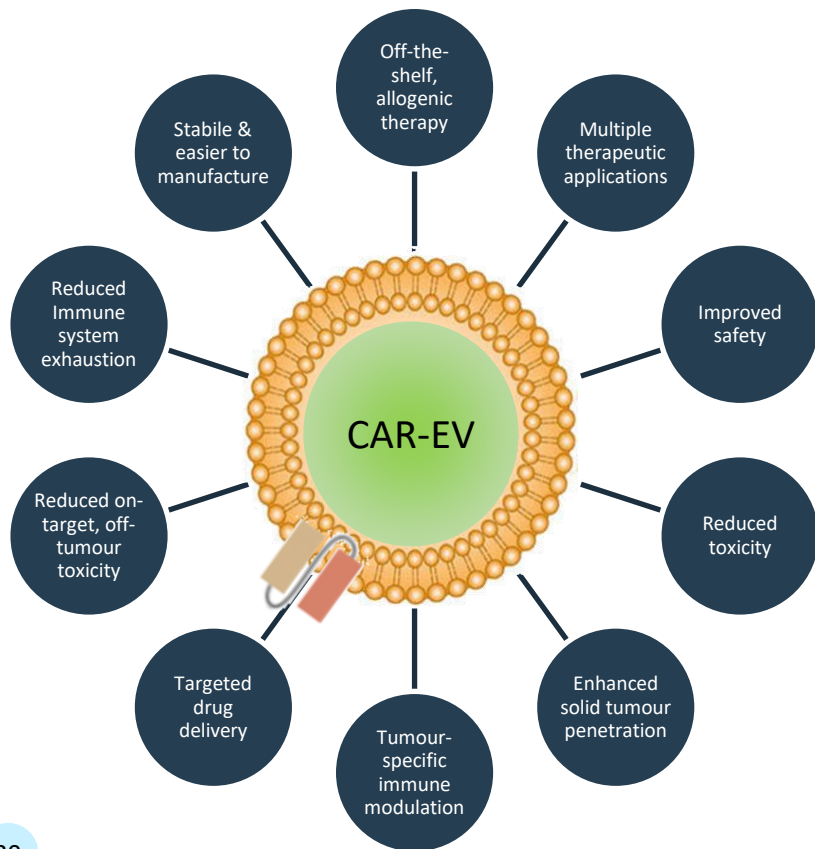 Off-the-
shelf,
allogenic
therapy
Multiple
therapeutic
applications
Improved
safety
Reduced
toxicity
Enhanced
solid tumour
penetration
Tumour-
specific
immune
modulation
Targeted
drug
delivery
Reduced on-
target, off-
tumour
toxicity
Reduced
Immune
system
exhaustion
Stabile &
easier to
manufacture
CAR-EV